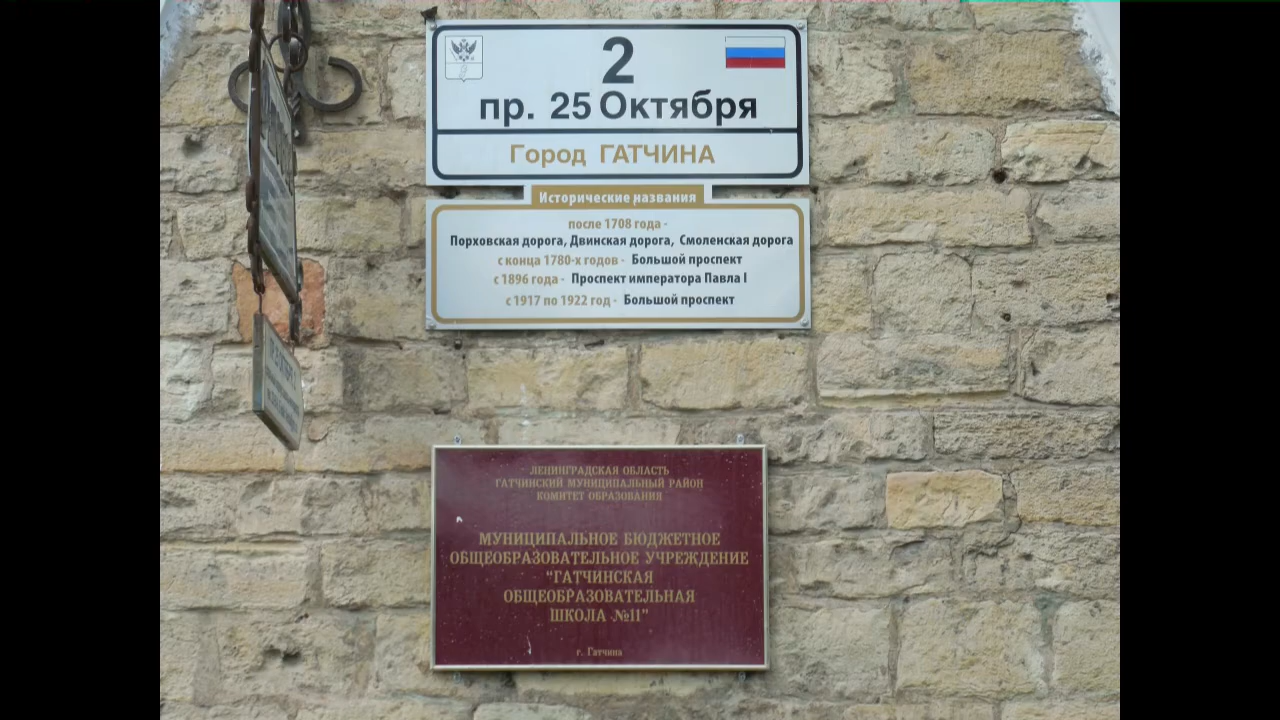 2
пр. 25 Октября
Город ГАТЧИНА
Исторические названия
после 1708 года -
Порховская дорога, Двинская дорога, Смоленская дорога
с конца 1780-х годов - Большой проспект
с 1896 года - Проспект императора Павла I
с 1917 по 1922 год - Большой проспект
ЛЕНИНГРАДСКАЯ ОБЛАСТЬ
ГАТЧИНСКИЙ МУНИЦИПАЛЬНЫЙ РАЙОН
КОМИТЕТ ОБРАЗОВАНИЯ
МУНИЦИПАЛЬНОЕ БЮДЖЕТНОЕ
ОБЩЕОБРАЗОВАТЕЛЬНОЕ УЧРЕЖДЕНИЕ
"ГАТЧИНСКАЯ
ОБЩЕОБРАЗОВАТЕЛЬНАЯ
ШКОЛА №11"
г. Гатчина